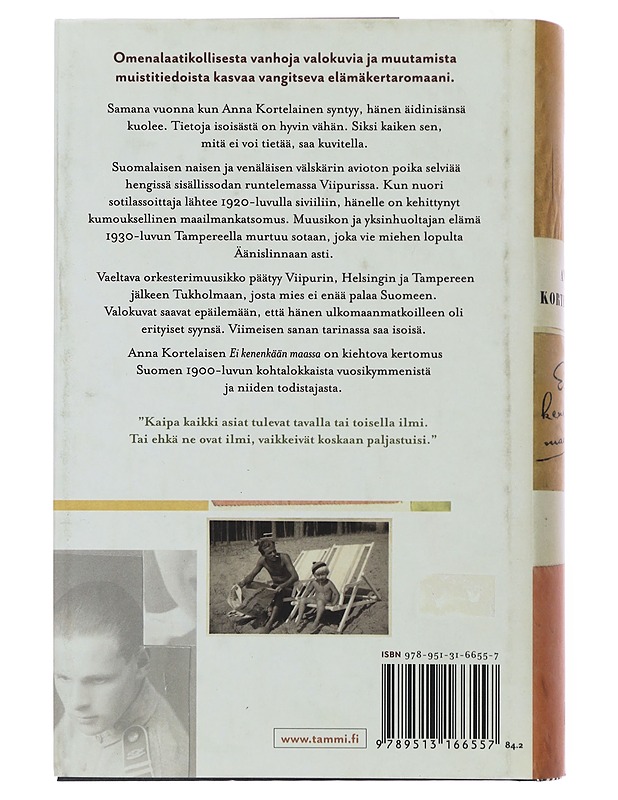 Omenalaatikollisesta vanhoja valokuvia ja muutamista
muistitiedoista kasvaa vangitseva elämäkertaromaani.
Samana vuonna kun Anna Kortelainen syntyy, hänen äidinisänsä
kuolee. Tietoja isoisästä on hyvin vähän. Siksi kaiken sen,
mitä ei voi tietää, saa kuvitella.
Suomalaisen naisen ja venäläisen välskärin avioton poika selviää
hengissä sisällissodan runtelemassa Viipurissa. Kun nuori
sotilassoittaja lähtee 1920-luvulla siviiliin, hänelle on kehittynyt
kumouksellinen maailmankatsomus. Muusikon ja yksinhuoltajan elämä
1930-luvun Tampereella murtuu sotaan, joka vie miehen lopulta
Äänislinnaan asti.
Vaeltava orkesterimuusikko päätyy Viipurin, Helsingin ja Tampereen
jälkeen Tukholmaan, josta mies ei enää palaa Suomeen.
Valokuvat saavat epäilemään, että hänen ulkomaanmatkoilleen oli
erityiset syynsä. Viimeisen sanan tarinassa saa isoisä.
Anna Kortelaisen Ei kenenkään maassa on kiehtova kertomus
Suomen 1900-luvun kohtalokkaista vuosikymmenistä
ja niiden todistajasta.
"Kaipa kaikki asiat tulevat tavalla tai toisella ilmi.
Tai ehkä ne ovat ilmi, vaikkeivät koskaan paljastuisi."
ISBN 978-951-31-6655-7
www.tammi.fi
9 789513 166557
84.2